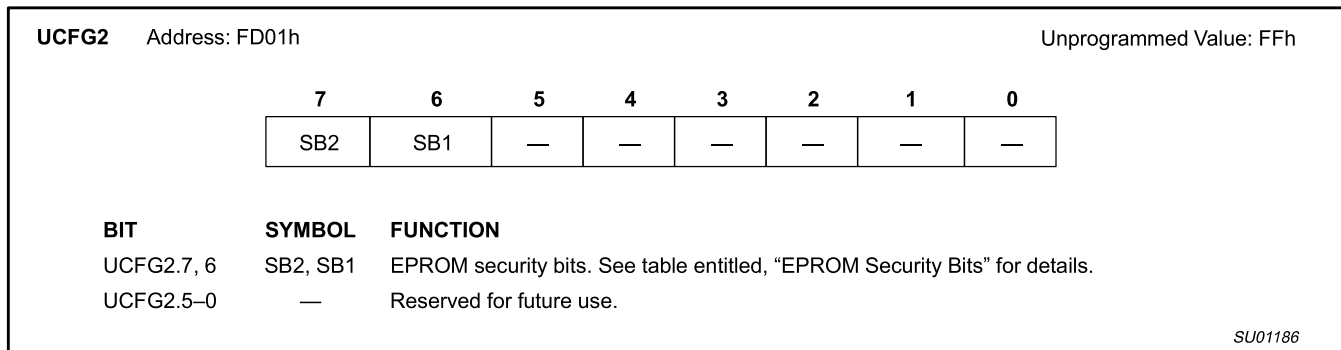 UCFG2 Address: FD01h Unprogrammed Value: FFh
7 6 5 4 3 2 1 0
SB2 SB1 — — — — — —
BIT SYMBOL FUNCTION
UCFG2.7, 6 SB2, SB1 EPROM security bits. See table entitled, “EPROM Security Bits” for details.
UCFG2.5–0 — Reserved for future use.
SU01186